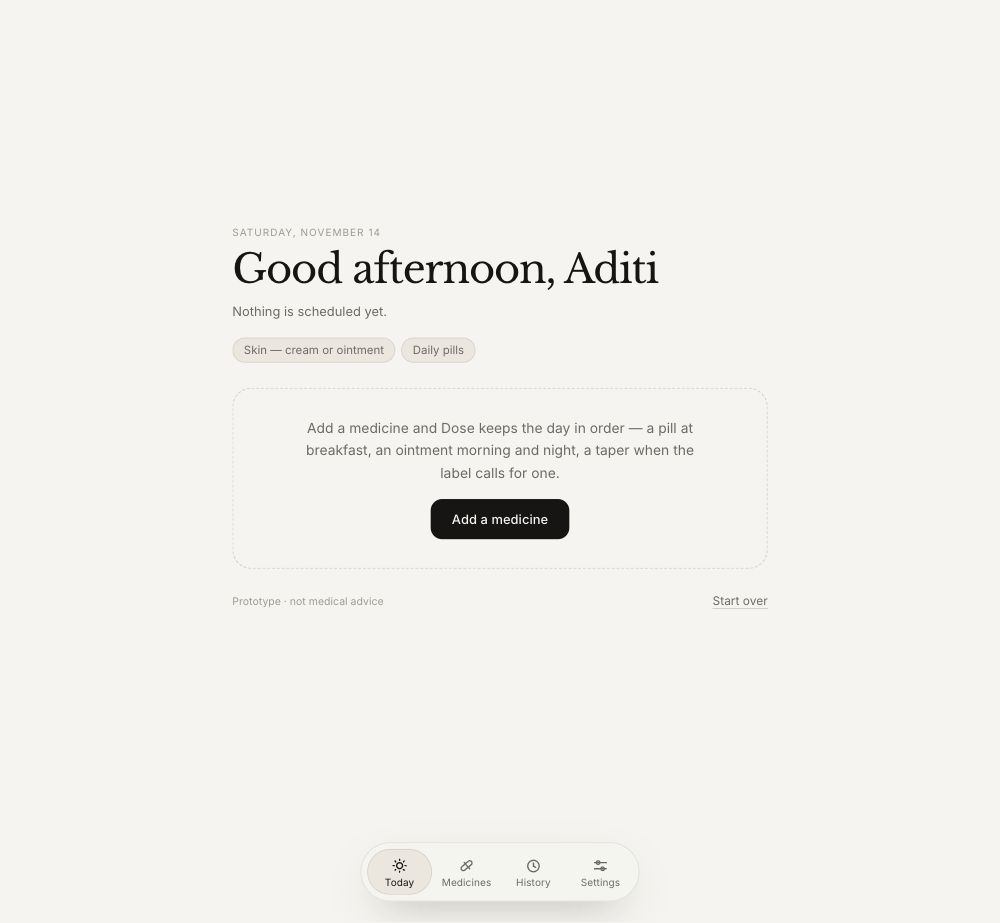 SATURDAY, NOVEMBER 14
Good afternoon, Aditi
Nothing is scheduled yet.
Skin — cream or ointment
Daily pills
Add a medicine and Dose keeps the day in order — a pill at
breakfast, an ointment morning and night, a taper when the
label calls for one.
Add a medicine
Prototype · not medical advice
Start over
Today
Medicines
History
Settings